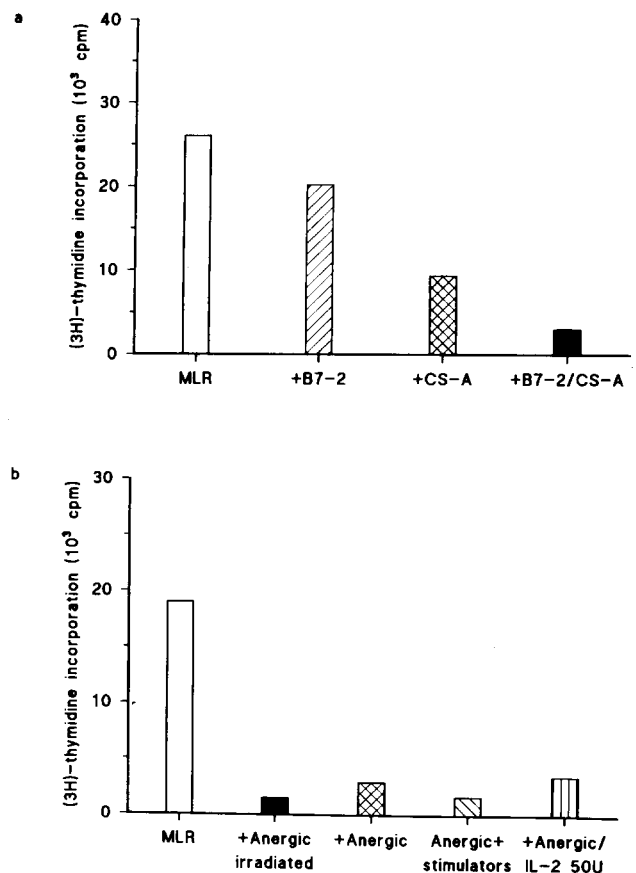 a
(3H)-thymidine incorporation (10³ cpm)
40
30
20
10
0
MLR
+B7-2
+CS-A
+B7-2/CS-A
b
(3H)-thymidine incorporation (10³ cpm)
30
20
10
0
MLR
+Anergic
irradiated
+Anergic
Anergic+
stimulators
+Anergic/
IL-2 50U